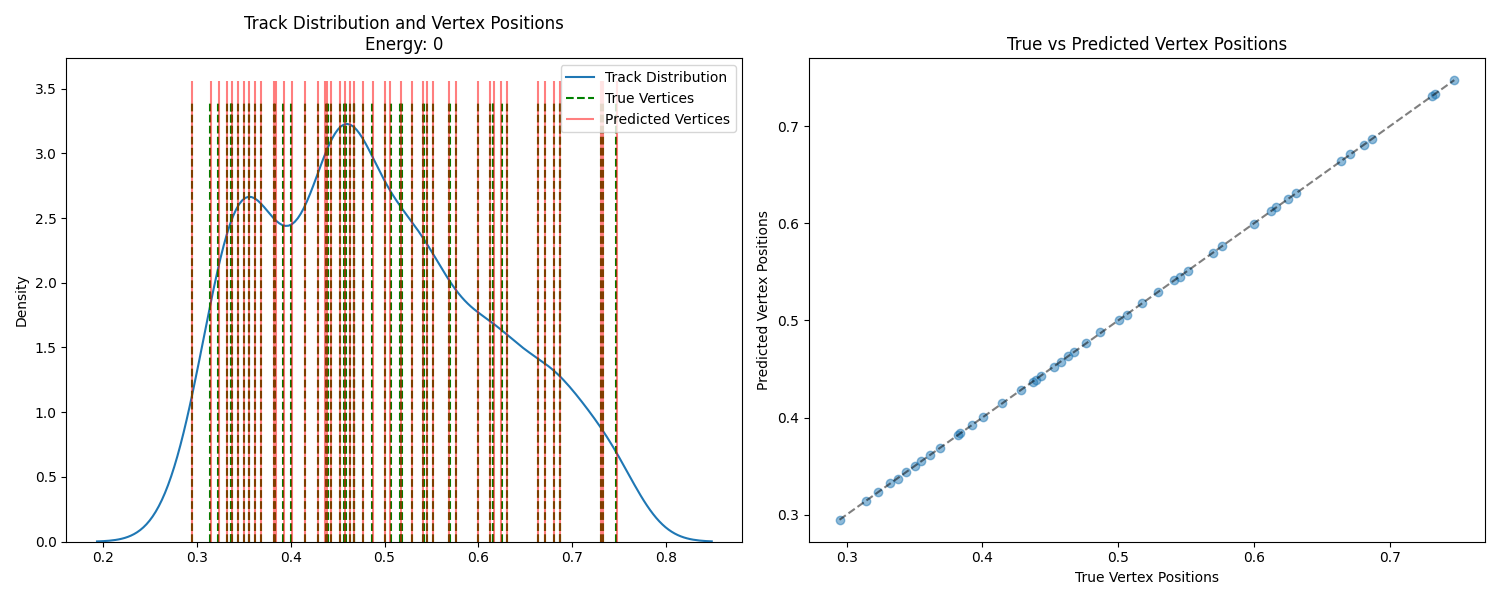 Track Distribution and Vertex Positions
Energy: 0
Density
3.5
3.0
2.5
2.0
1.5
1.0
0.5
0.0
0.2
0.3
0.4
0.5
0.6
0.7
0.8
Track Distribution
True Vertices
Predicted Vertices
True vs Predicted Vertex Positions
Predicted Vertex Positions
0.7
0.6
0.5
0.4
0.3
0.3
0.4
0.5
0.6
0.7
True Vertex Positions